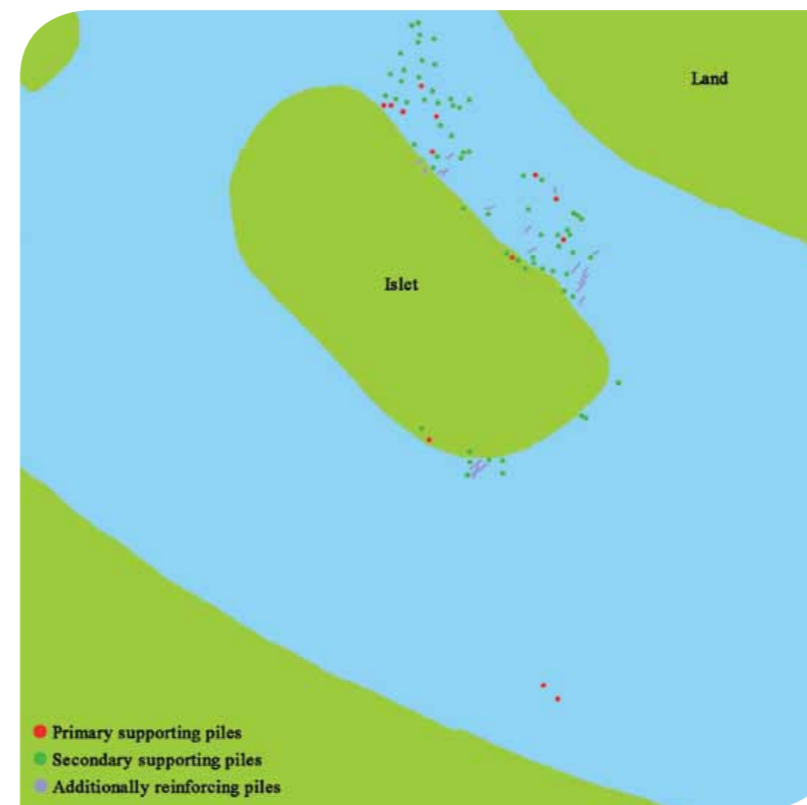 Land
Islet
Primary supporting piles
Secondary supporting piles
Additionally reinforcing piles